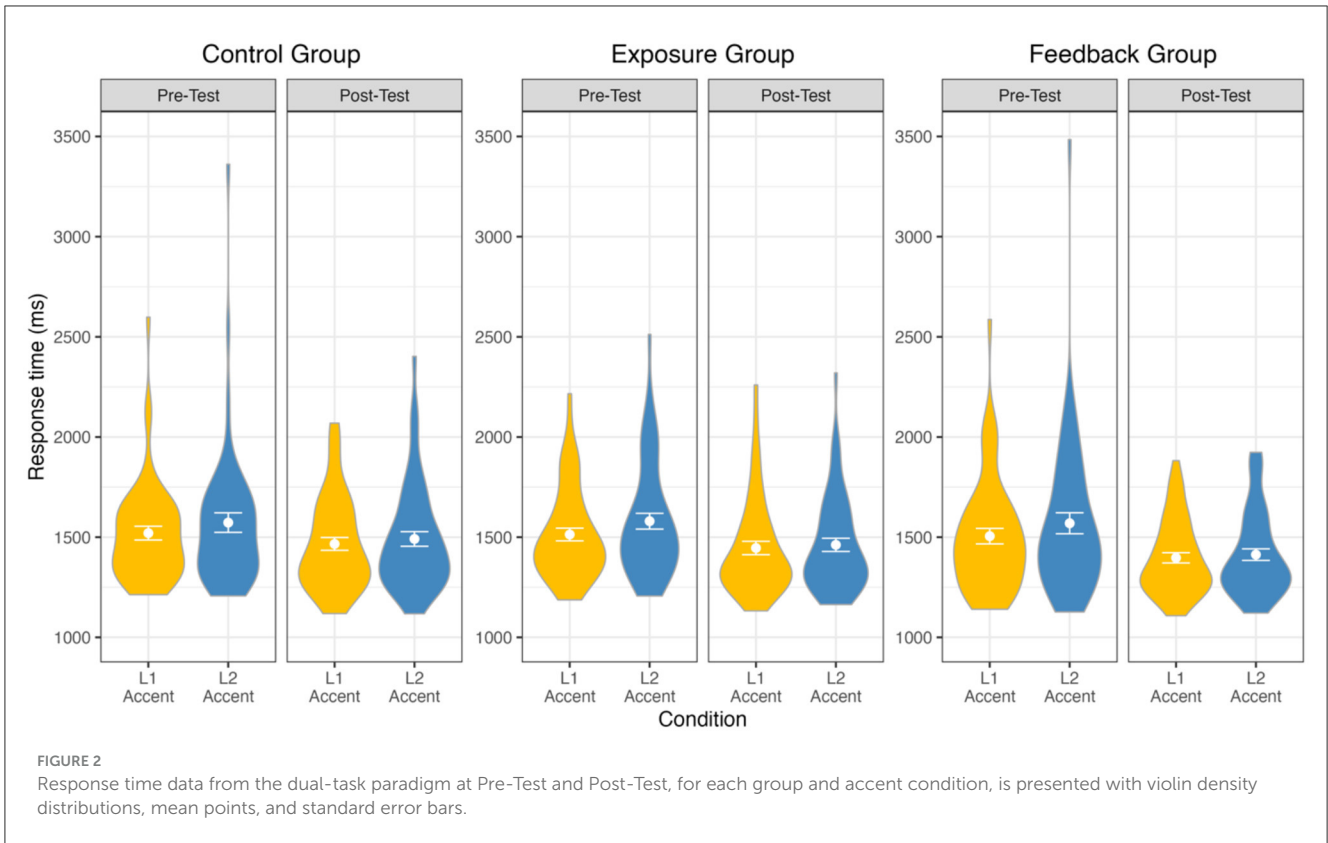 Control Group
Exposure Group
Feedback Group
Pre-Test
Post-Test
Pre-Test
Post-Test
Pre-Test
Post-Test
Response time (ms)
3500
3000
2500
2000
1500
1000
3500
3000
2500
2000
1500
1000
3500
3000
2500
2000
1500
1000
L1
Accent
L2
Accent
L1
Accent
L2
Accent
L1
Accent
L2
Accent
L1
Accent
L2
Accent
L1
Accent
L2
Accent
L1
Accent
L2
Accent
Condition
FIGURE 2
Response time data from the dual-task paradigm at Pre-Test and Post-Test, for each group and accent condition, is presented with violin density
distributions, mean points, and standard error bars.